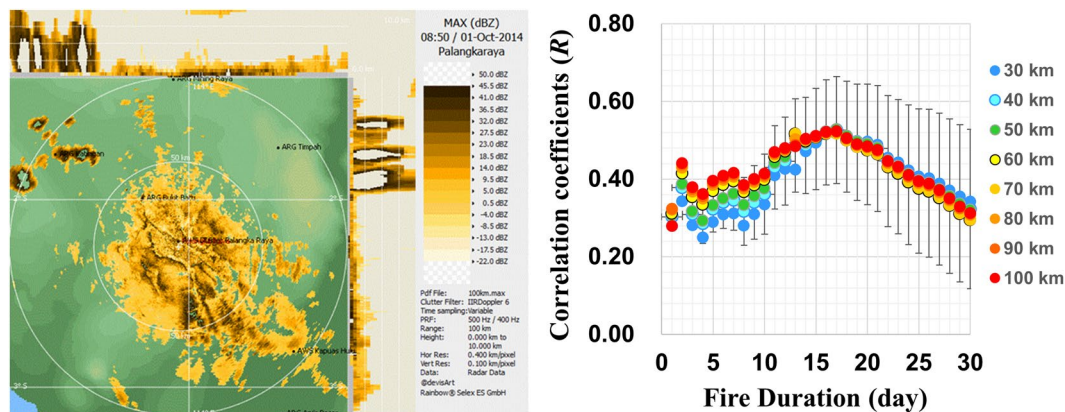 MAX (dBZ)
08:50 / 01-Oct-2014
Palangkaraya
50.0 dBZ
45.5 dBZ
41.0 dBZ
36.5 dBZ
32.0 dBZ
27.5 dBZ
23.0 dBZ
18.5 dBZ
14.0 dBZ
9.5 dBZ
5.0 dBZ
0.5 dBZ
-4.0 dBZ
-8.5 dBZ
-13.0 dBZ
-17.5 dBZ
-22.0 dBZ
Pdf File: 100km.max
Clutter Filter: IIRDoppler 6
Time sampling:Variable
PRF: 500 Hz / 400 Hz
Range: 100 km
Height: 0.000 km to
10.000 km
Hor Res: 0.400 km/pixel
Vert Res: 0.100 km/pixel
Data: Radar Data
@devisArt
Rainbow® Selex ES GmbH
ARG Timpah
50 km
Palangka Raya
Correlation coefficients (R)
0.80
0.60
0.40
0.20
0.00
0 5 10 15 20 25 30
Fire Duration (day)
30 km
40 km
50 km
60 km
70 km
80 km
90 km
100 km